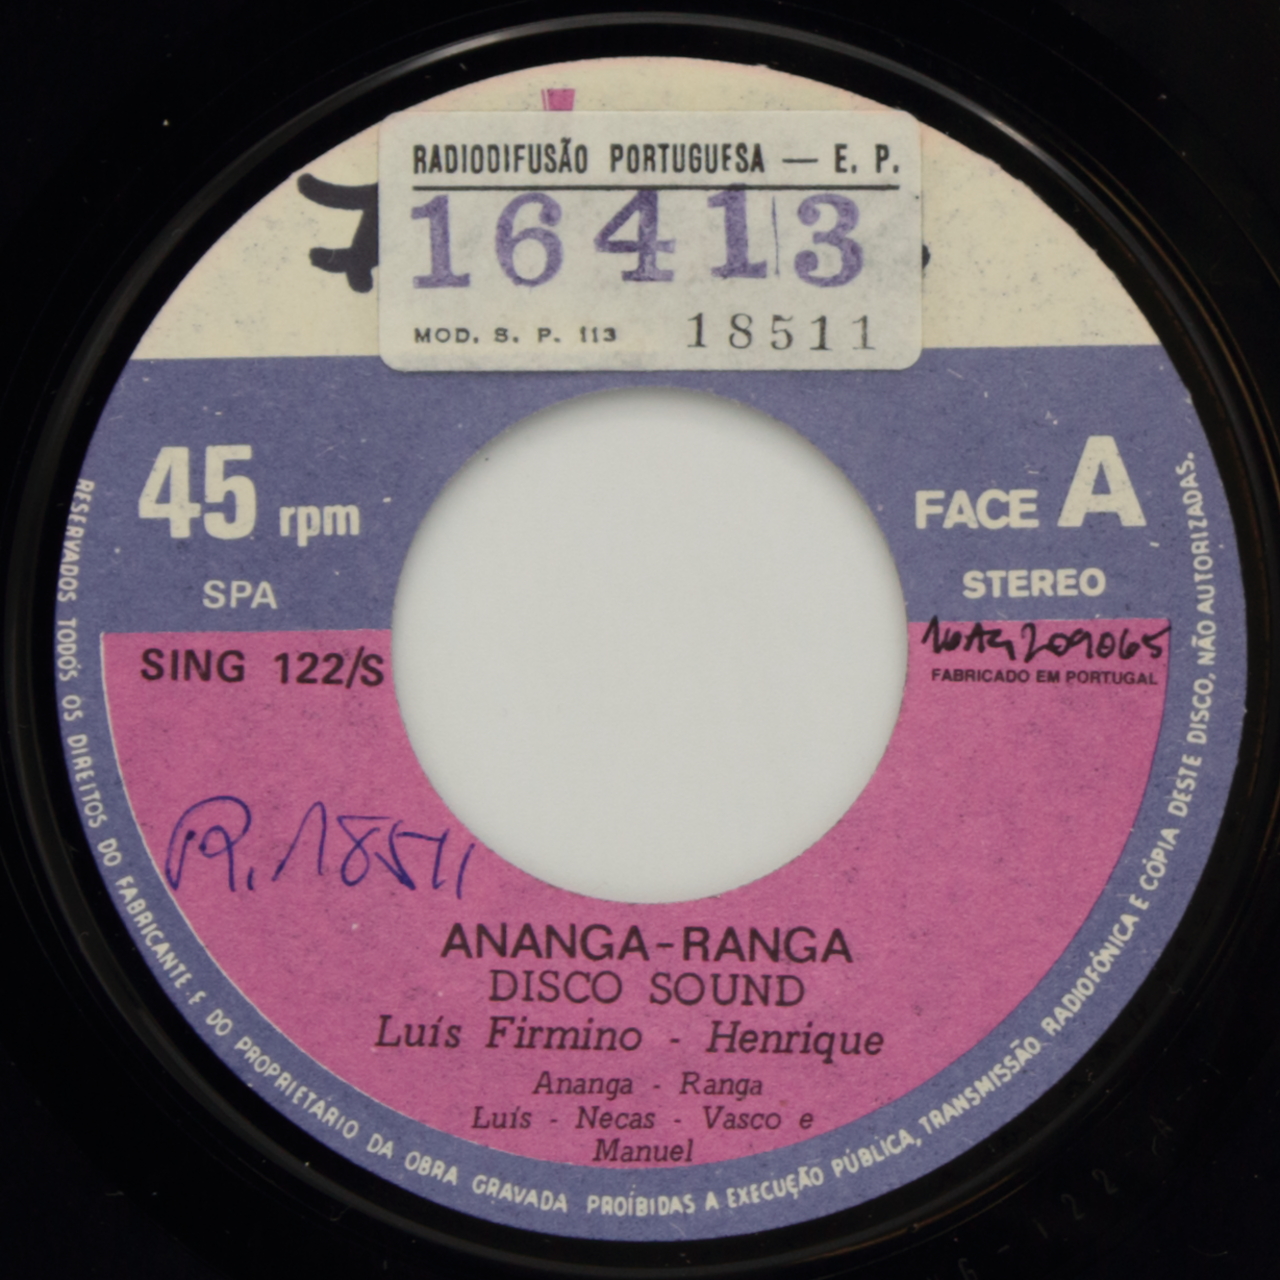 RADIODIFUSÃO PORTUGUESA — E. P.
16413
MOD. S. P. 113 18511
45 rpm
FACE A
SPA
STEREO
SING 122/S
FABRICADO EM PORTUGAL
R. 18511
ANANGA-RANGA
DISCO SOUND
Luís Firmino - Henrique
Ananga - Ranga
Luís - Necas - Vasco e
Manuel
RESERVADOS TODOS OS DIREITOS DO FABRICANTE E DO PROPRIETÁRIO DA OBRA GRAVADA PROÍBIDAS A EXECUÇÃO PÚBLICA, TRANSMISSÃO RADIOFÓNICA E CÓPIA DESTE DISCO, NÃO AUTORIZADAS.